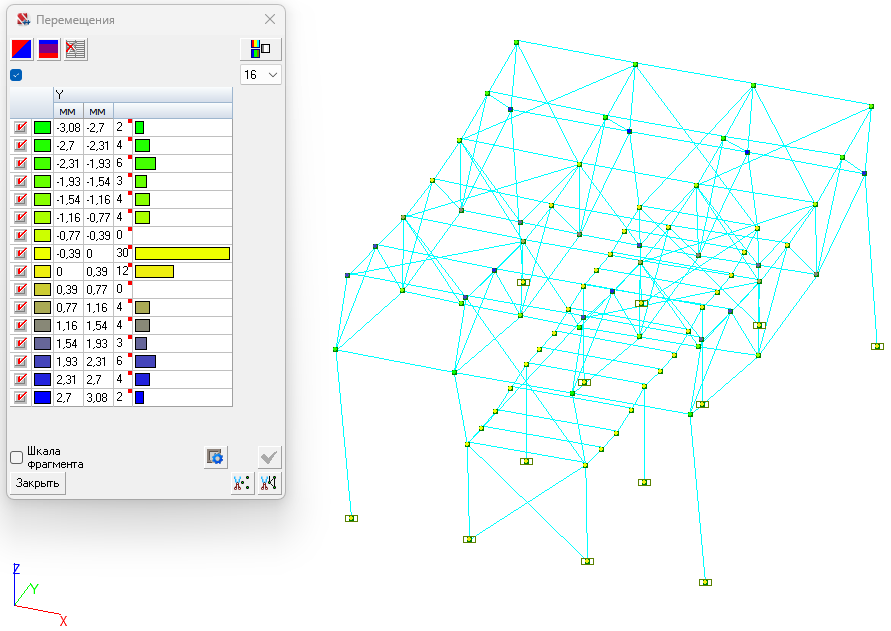 Перемещения
16
Y
мм мм
-3,08 -2,7 2
-2,7 -2,31 4
-2,31 -1,93 6
-1,93 -1,54 3
-1,54 -1,16 4
-1,16 -0,77 4
-0,77 -0,39 0
-0,39 0 30
0 0,39 12
0,39 0,77 0
0,77 1,16 4
1,16 1,54 4
1,54 1,93 3
1,93 2,31 6
2,31 2,7 4
2,7 3,08 2
Шкала
фрагмента
Закрыть
Z
Y
X